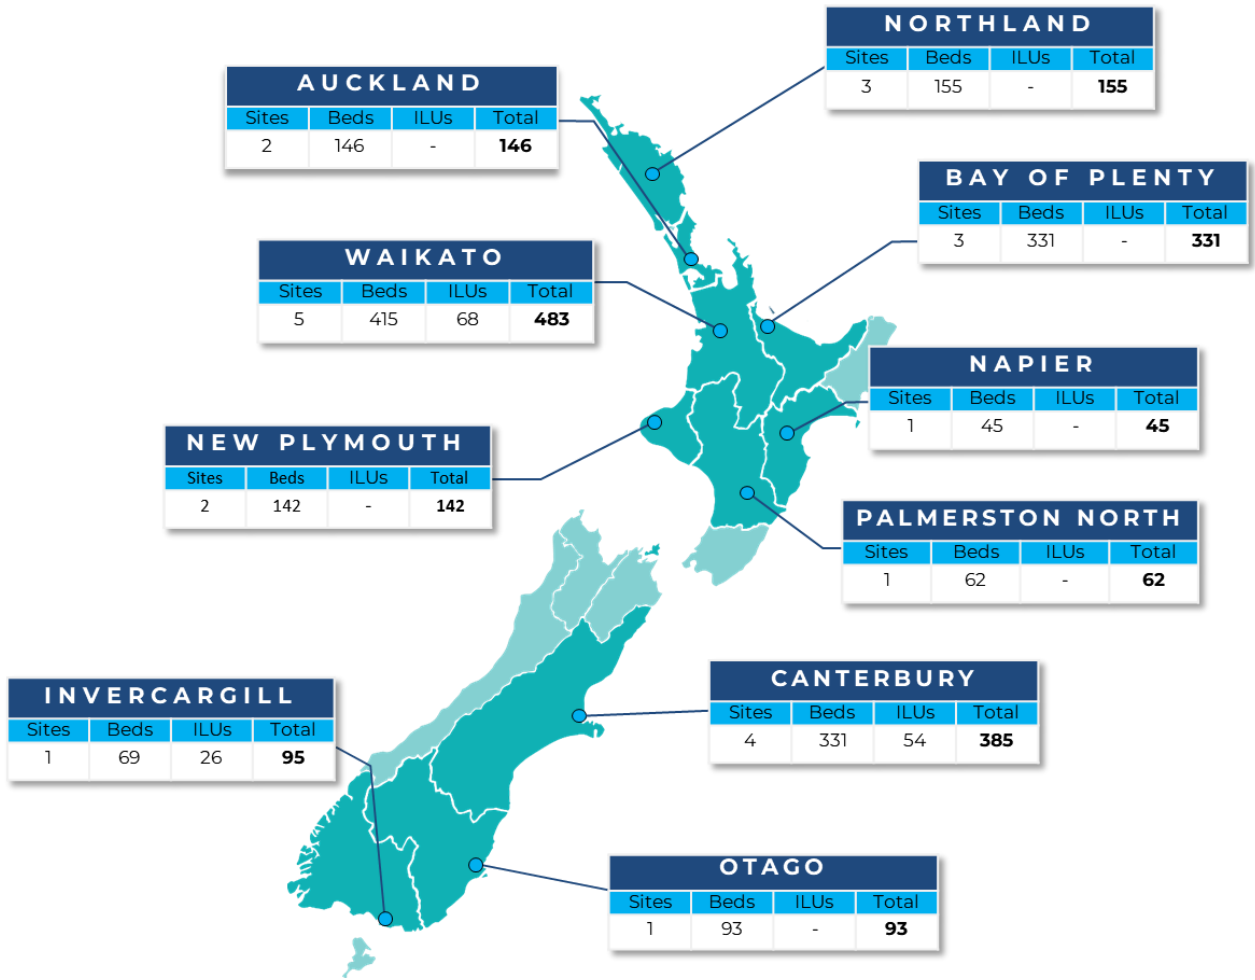 NORTHLAND
Sites Beds ILUs Total
3 155 - 155
AUCKLAND
Sites Beds ILUs Total
2 146 - 146
BAY OF PLENTY
Sites Beds ILUs Total
3 331 - 331
WAIKATO
Sites Beds ILUs Total
5 415 68 483
NAPIER
Sites Beds ILUs Total
1 45 - 45
NEW PLYMOUTH
Sites Beds ILUs Total
2 142 - 142
PALMERSTON NORTH
Sites Beds ILUs Total
1 62 - 62
INVERCARGILL
Sites Beds ILUs Total
1 69 26 95
CANTERBURY
Sites Beds ILUs Total
4 331 54 385
OTAGO
Sites Beds ILUs Total
1 93 - 93